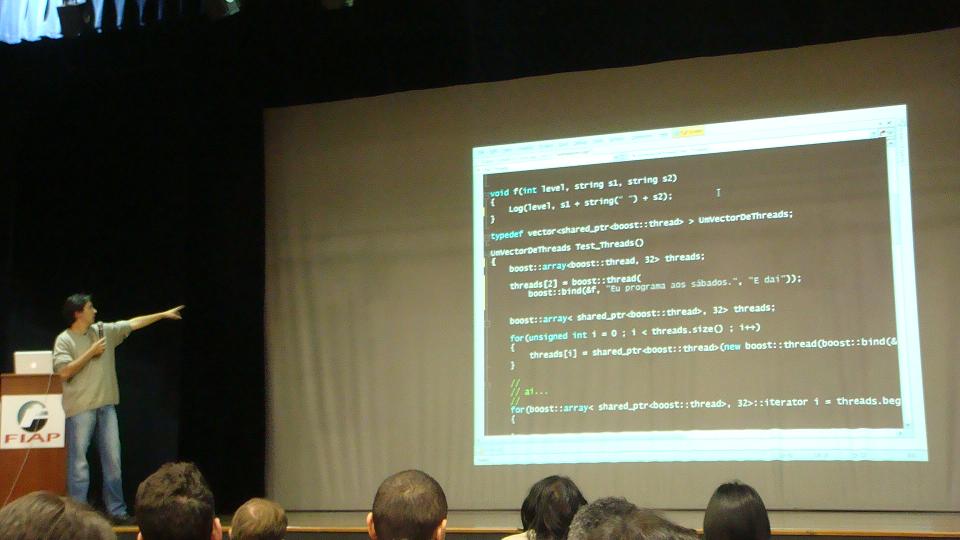 void f(int level, string s1, string s2)
{
Log(level, s1 + string(" ") + s2);
}
typedef vector<shared_ptr<boost::thread> > UmVectorDeThreads;
UmVectorDeThreads Test_Threads()
{
boost::array<boost::thread, 32> threads;
threads[2] = boost::thread(
boost::bind(&f, "Eu programa aos sábados.", "E daí"));
boost::array< shared_ptr<boost::thread>, 32> threads;
for(unsigned int i = 0 ; i < threads.size() ; i++)
{
threads[i] = shared_ptr<boost::thread>(new boost::thread(boost::bind(&
}
//
// ai...
//
for(boost::array< shared_ptr<boost::thread>, 32>::iterator i = threads.beg
{
FIAP